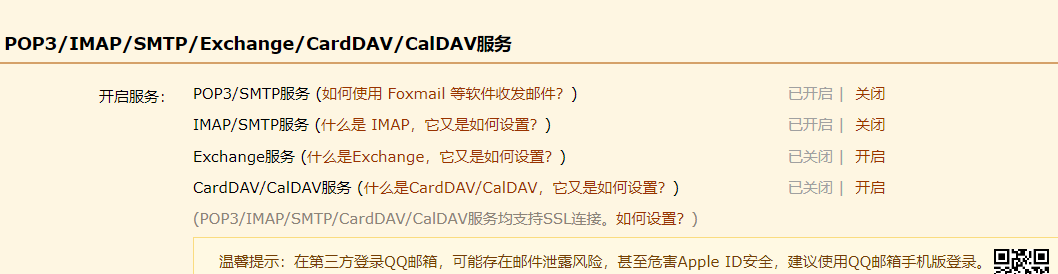 POP3/IMAP/SMTP/Exchange/CardDAV/CalDAV服务
开启服务： POP3/SMTP服务 (如何使用 Foxmail 等软件收发邮件？) 已开启 | 关闭
IMAP/SMTP服务 (什么是 IMAP，它又是如何设置？) 已开启 | 关闭
Exchange服务 (什么是Exchange，它又是如何设置？) 已关闭 | 开启
CardDAV/CalDAV服务 (什么是CardDAV/CalDAV，它又是如何设置？) 已关闭 | 开启
(POP3/IMAP/SMTP/CardDAV/CalDAV服务均支持SSL连接。如何设置？)
温馨提示：在第三方登录QQ邮箱，可能存在邮件泄露风险，甚至危害Apple ID安全，建议使用QQ邮箱手机版登录。